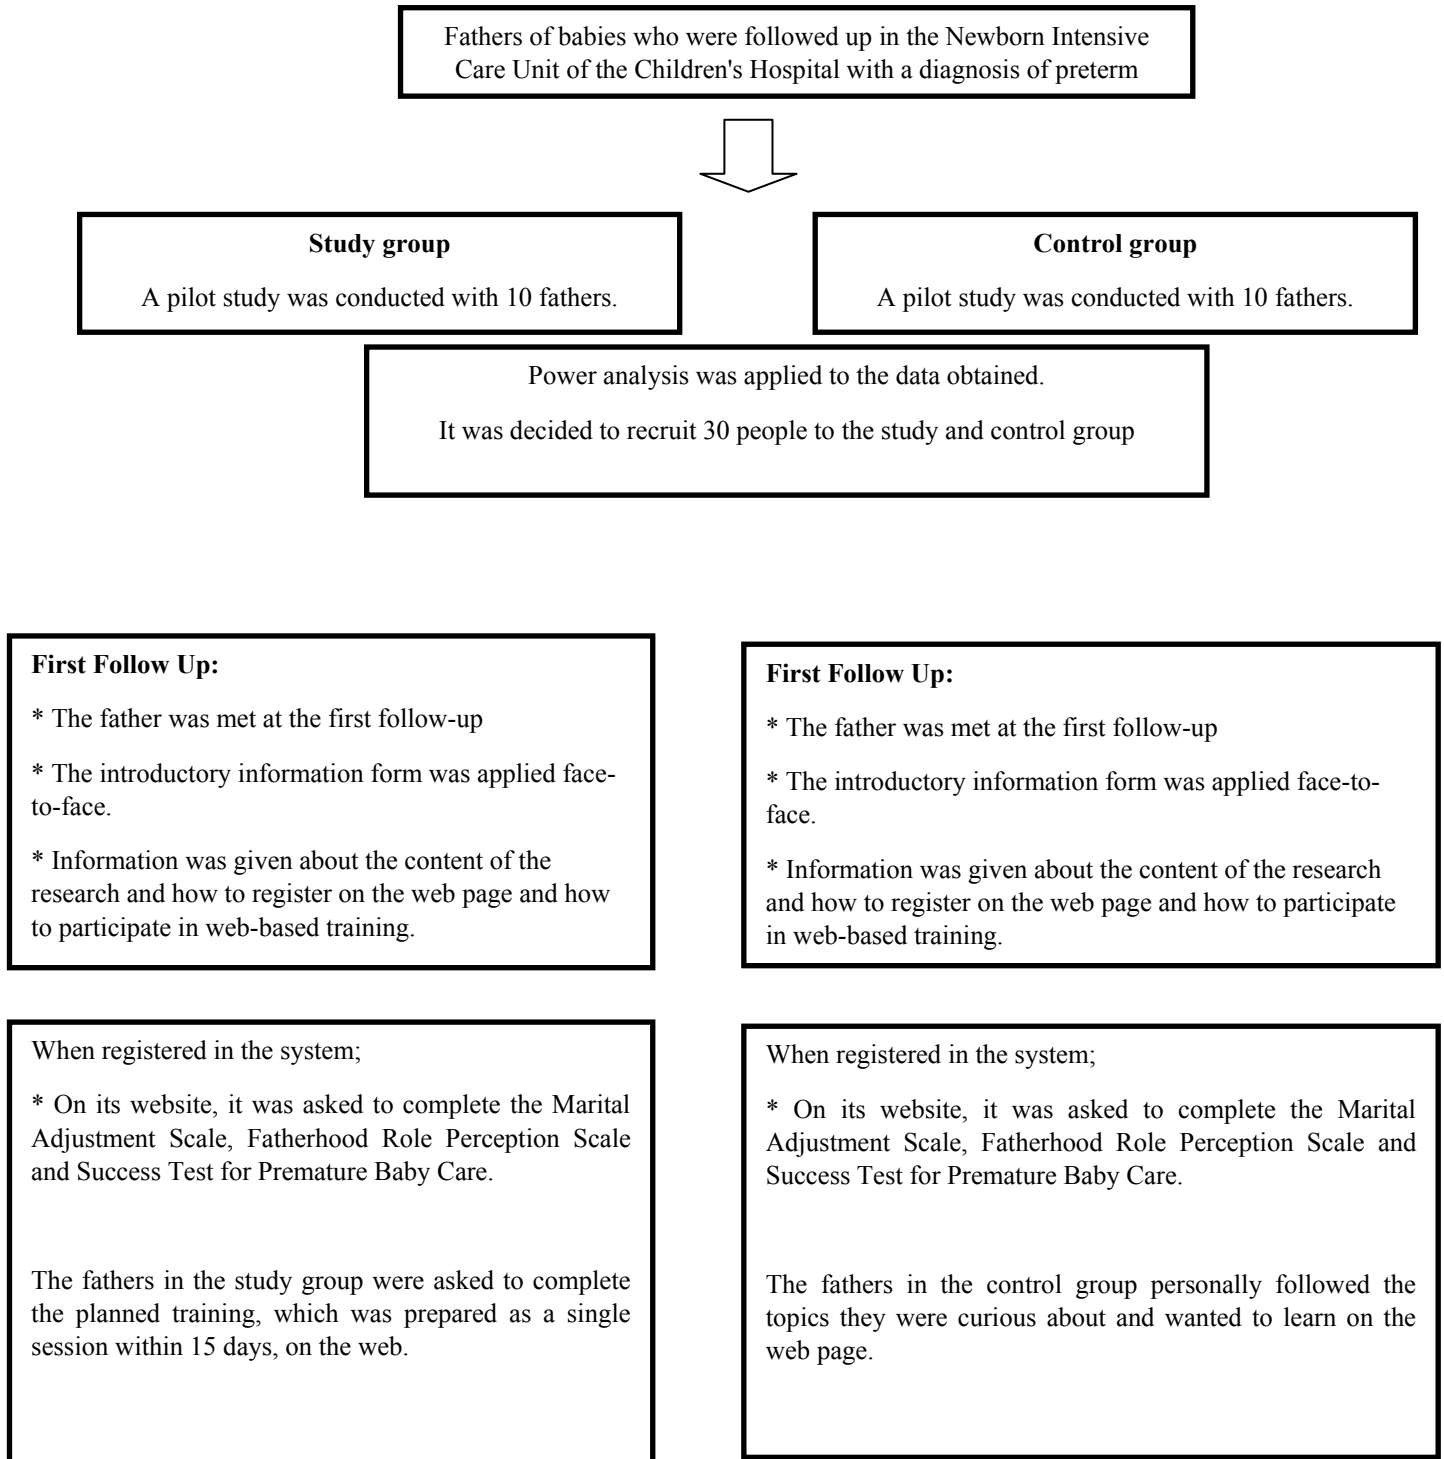 Fathers of babies who were followed up in the Newborn Intensive
Care Unit of the Children's Hospital with a diagnosis of preterm
Study group
A pilot study was conducted with 10 fathers.
Control group
A pilot study was conducted with 10 fathers.
Power analysis was applied to the data obtained.
It was decided to recruit 30 people to the study and control group
First Follow Up:
* The father was met at the first follow-up
* The introductory information form was applied face-
to-face.
* Information was given about the content of the
research and how to register on the web page and how
to participate in web-based training.
First Follow Up:
* The father was met at the first follow-up
* The introductory information form was applied face-to-
face.
* Information was given about the content of the research
and how to register on the web page and how to participate
in web-based training.
When registered in the system;
* On its website, it was asked to complete the Marital
Adjustment Scale, Fatherhood Role Perception Scale
and Success Test for Premature Baby Care.
The fathers in the study group were asked to complete
the planned training, which was prepared as a single
session within 15 days, on the web.
When registered in the system;
* On its website, it was asked to complete the Marital
Adjustment Scale, Fatherhood Role Perception Scale and
Success Test for Premature Baby Care.
The fathers in the control group personally followed the
topics they were curious about and wanted to learn on the
web page.